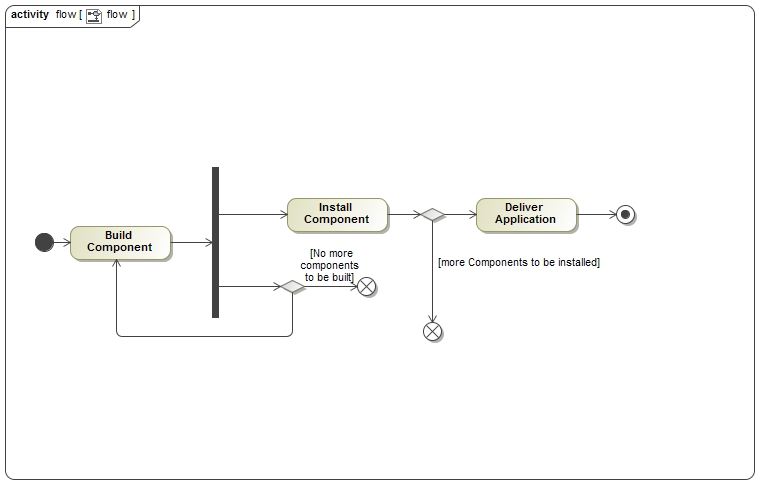 activity flow [ flow ]
Install
Component
Deliver
Application
Build
Component
[No more
components
to be built]
[more Components to be installed]